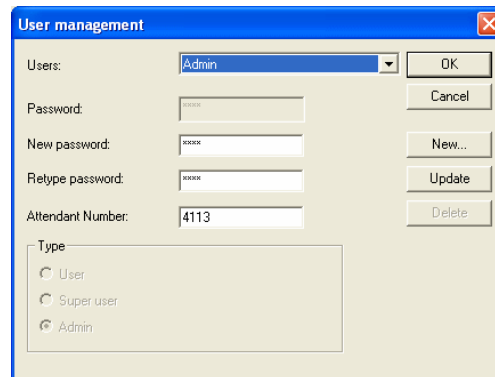 User management
Users: Admin OK
Cancel
Password: ****
New password: **** New...
Retype password: **** Update
Attendant Number: 4113 Delete
Type
User
Super user
Admin